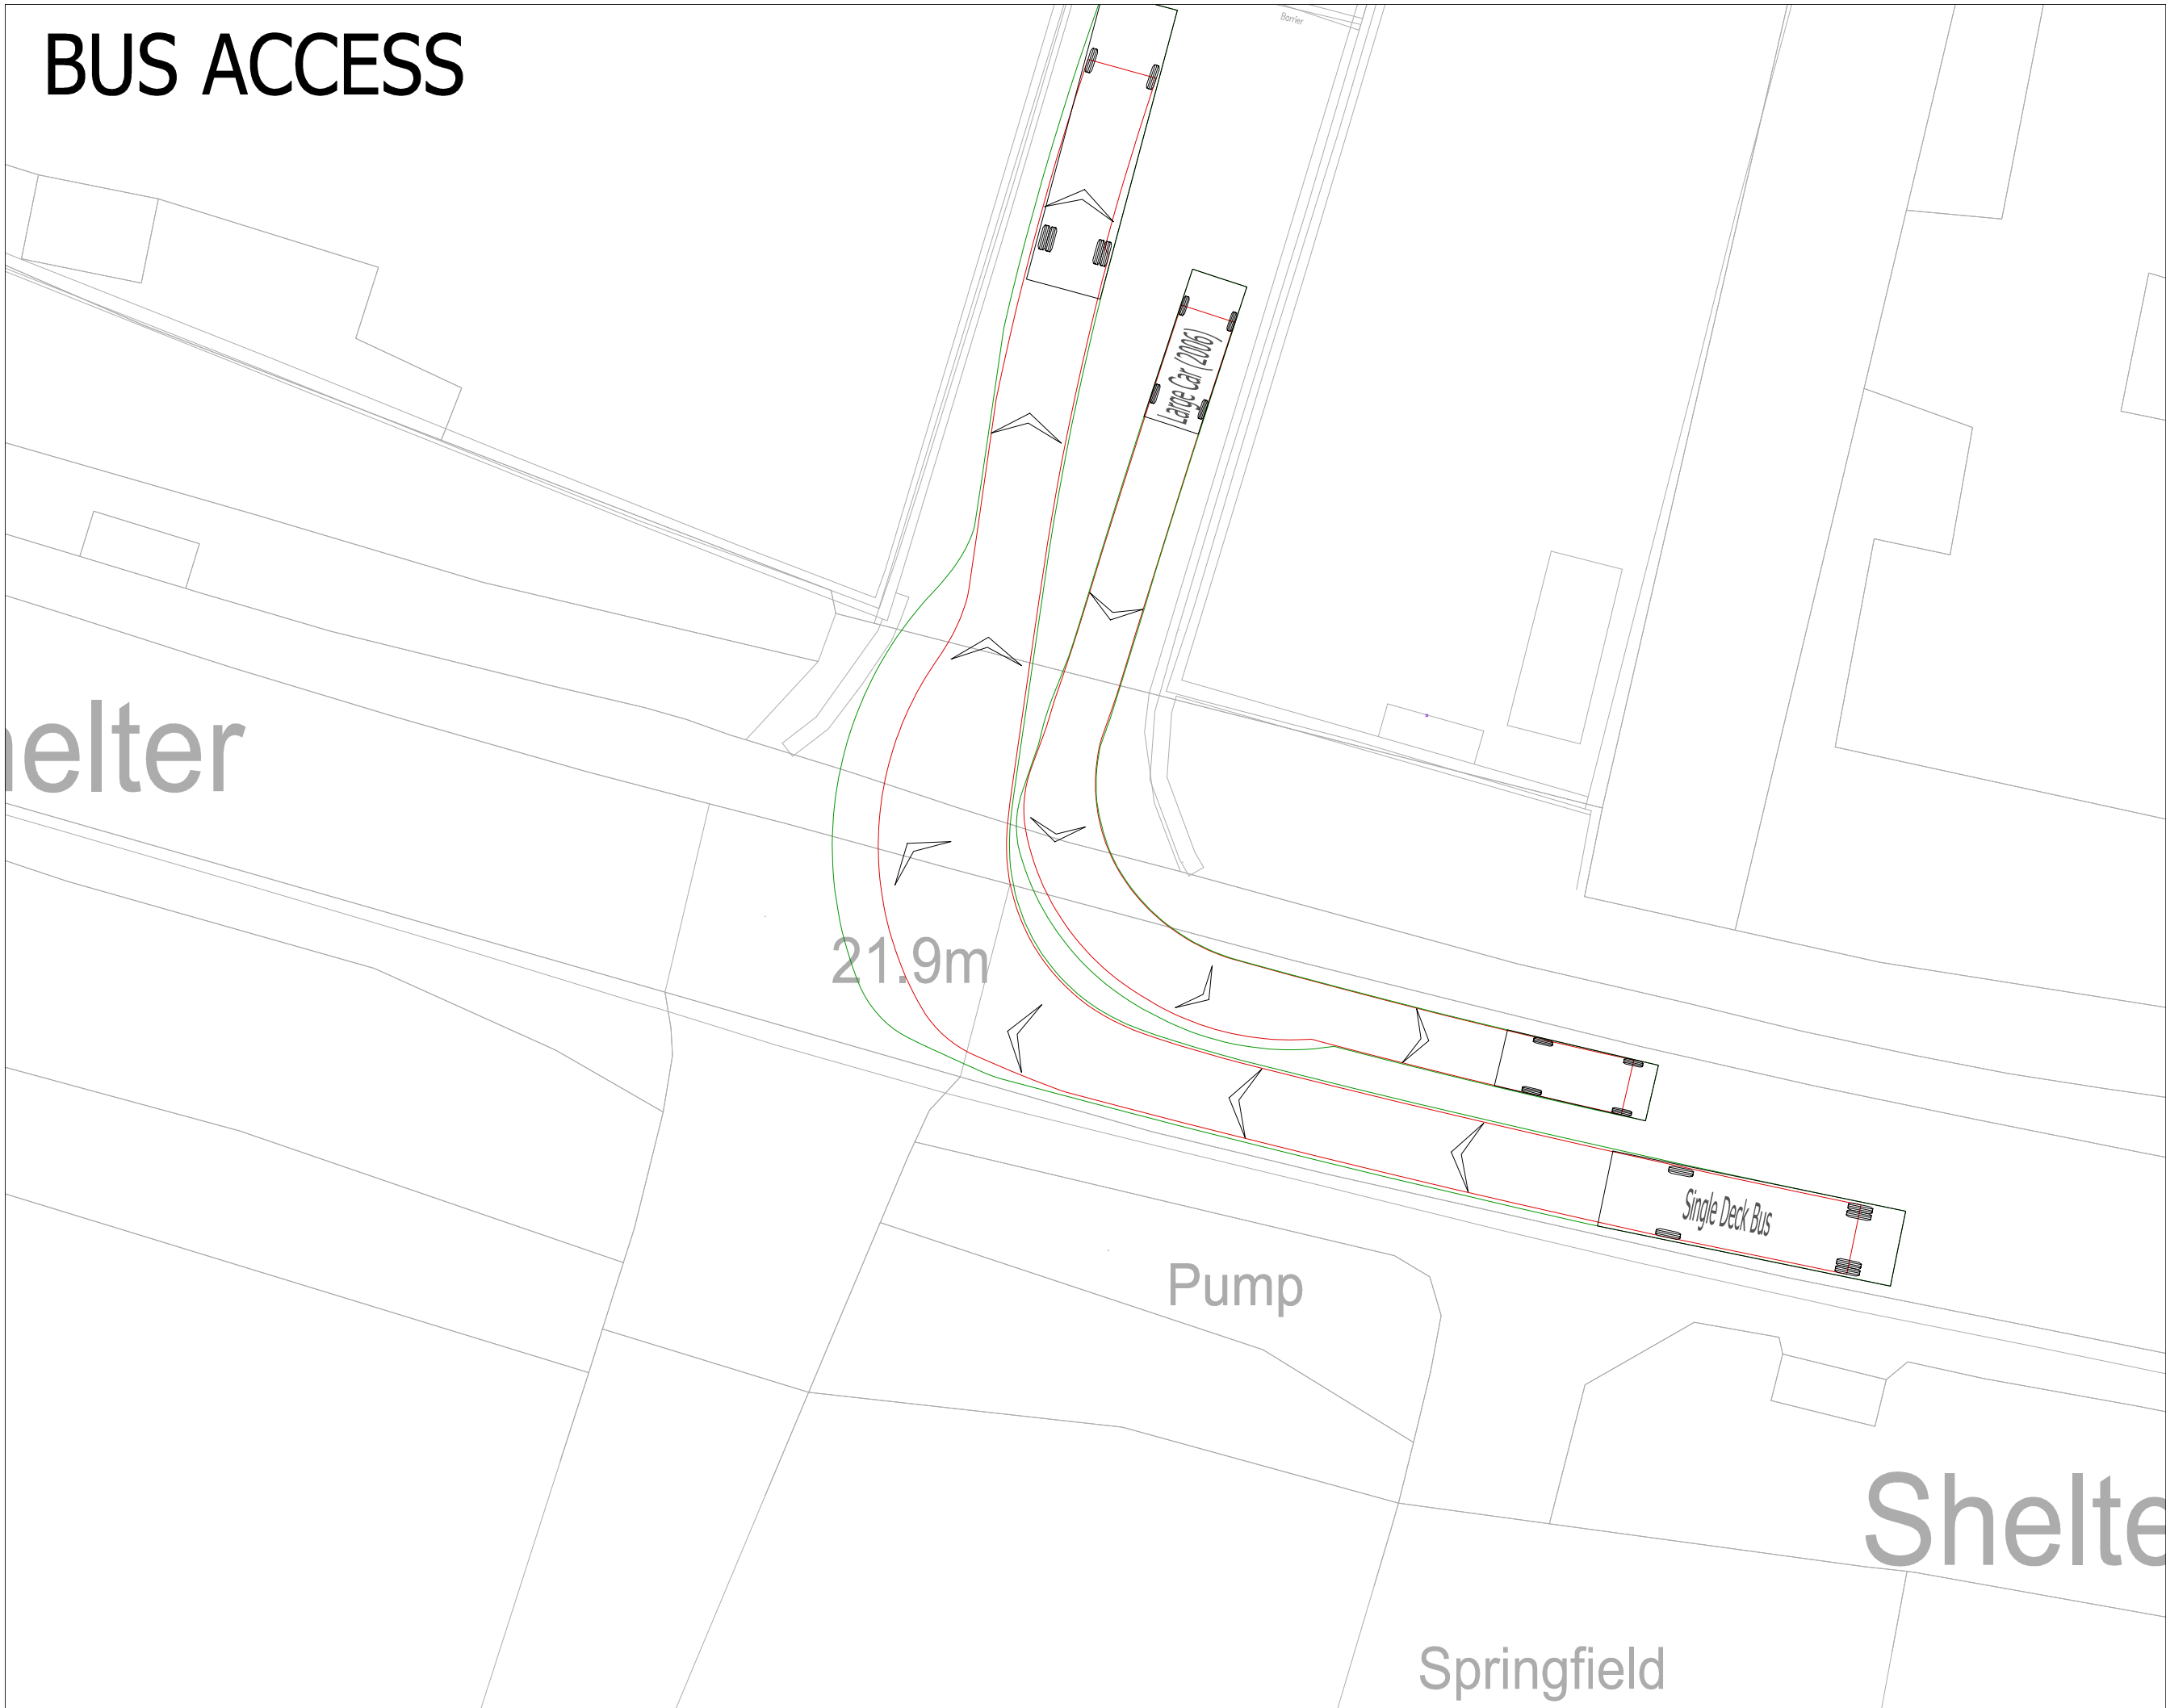 BUS ACCESS
Barrier
Large Car (2006)
elter
21.9m
Single Deck Bus
Pump
Shelte
Springfield